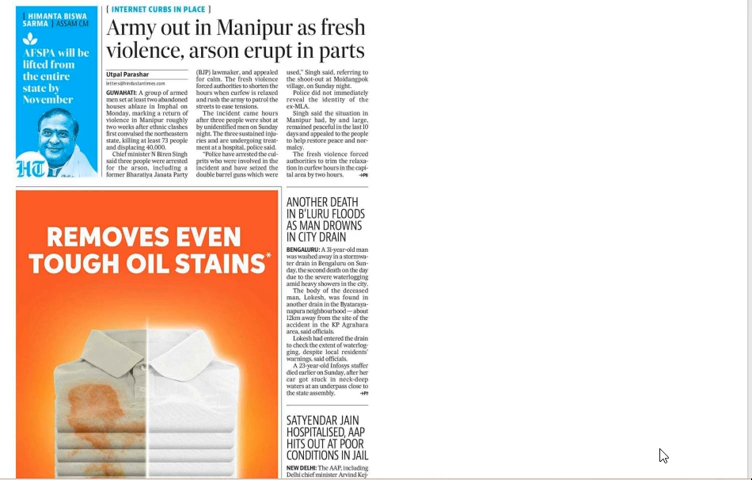 HIMANTA BISWA
SARMA | ASSAM CM
AFSPA will be
lifted from
the entire
state by
November
HT
[ INTERNET CURBS IN PLACE ]
Army out in Manipur as fresh
violence, arson erupt in parts
Utpal Parashar
letters@hindustantimes.com
GUWAHATI: A group of armed
men set at least two abandoned
houses ablaze in Imphal on
Monday, marking a return of
violence in Manipur roughly
two weeks after ethnic clashes
first convulsed the northeastern
state, killing at least 73 people
and displacing 40,000.
Chief minister N Biren Singh
said three people were arrested
for the arson, including a
former Bharatiya Janata Party
(BJP) lawmaker, and appealed
for calm. The fresh violence
forced authorities to shorten the
hours when curfew is relaxed
and rush the army to patrol the
streets to ease tensions.
The incident came hours
after three people were shot at
by unidentified men on Sunday
night. The three sustained inju-
ries and are undergoing treat-
ment at a hospital, police said.
"Police have arrested the cul-
prits who were involved in the
incident and have seized the
double barrel guns which were
used," Singh said, referring to
the shoot-out at Moidangpok
village, on Sunday night.
Police did not immediately
reveal the identity of the
ex-MLA.
Singh said the situation in
Manipur had, by and large,
remained peaceful in the last 10
days and appealed to the people
to help restore peace and nor-
malcy.
The fresh violence forced
authorities to trim the relaxa-
tion in curfew hours in the capi-
tal area by two hours.
REMOVES EVEN
TOUGH OIL STAINS*
ANOTHER DEATH
IN B'LURU FLOODS
AS MAN DROWNS
IN CITY DRAIN
BENGALURU: A 31-year-old man
was washed away in a stormwa-
ter drain in Bengaluru on Sun-
day, the second death on the day
due to the severe waterlogging
amid heavy showers in the city.
The body of the deceased
man, Lokesh, was found in
another drain in the Byataraya-
napura neighbourhood — about
12km away from the site of the
accident in the KP Agrahara
area, said officials.
Lokesh had entered the drain
to check the extent of waterlog-
ging, despite local residents'
warnings, said officials.
A 23-year-old Infosys staffer
died earlier on Sunday, after her
car got stuck in neck-deep
waters at an underpass close to
the state assembly.
SATYENDAR JAIN
HOSPITALISED, AAP
HITS OUT AT POOR
CONDITIONS IN JAIL
NEW DELHI: The AAP, including
Delhi chief minister Arvind Kej-